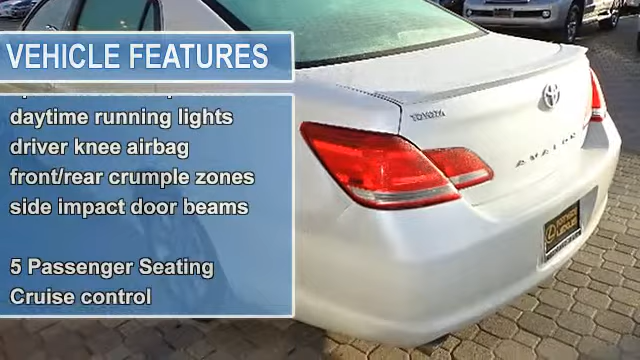 VEHICLE FEATURES
daytime running lights
driver knee airbag
front/rear crumple zones
side impact door beams
5 Passenger Seating
Cruise control
TOYOTA
AVALON